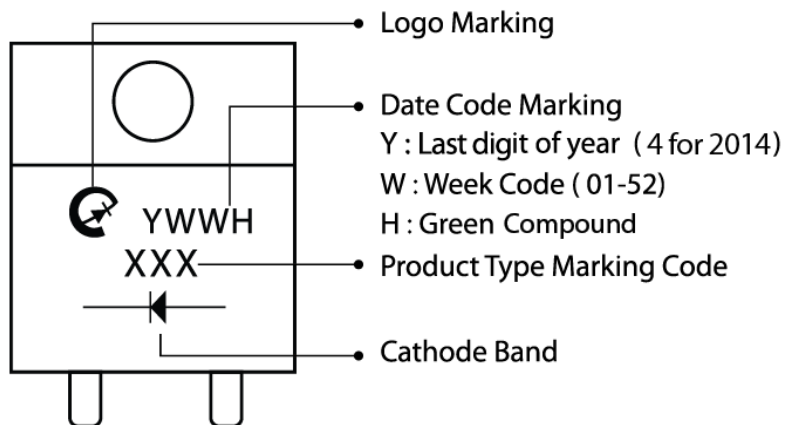 Logo Marking
Date Code Marking
Y : Last digit of year ( 4 for 2014)
W : Week Code ( 01-52)
H : Green Compound
YWWH
XXX
Product Type Marking Code
Cathode Band